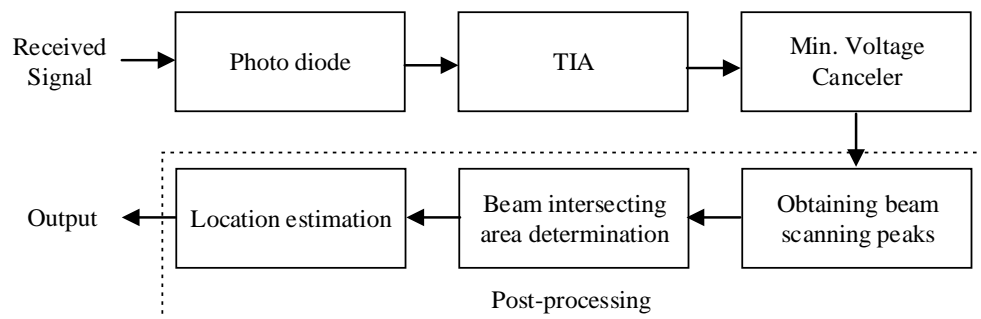 Received
Signal
Photo diode
TIA
Min. Voltage
Canceler
Output
Location estimation
Beam intersecting
area determination
Obtaining beam
scanning peaks
Post-processing